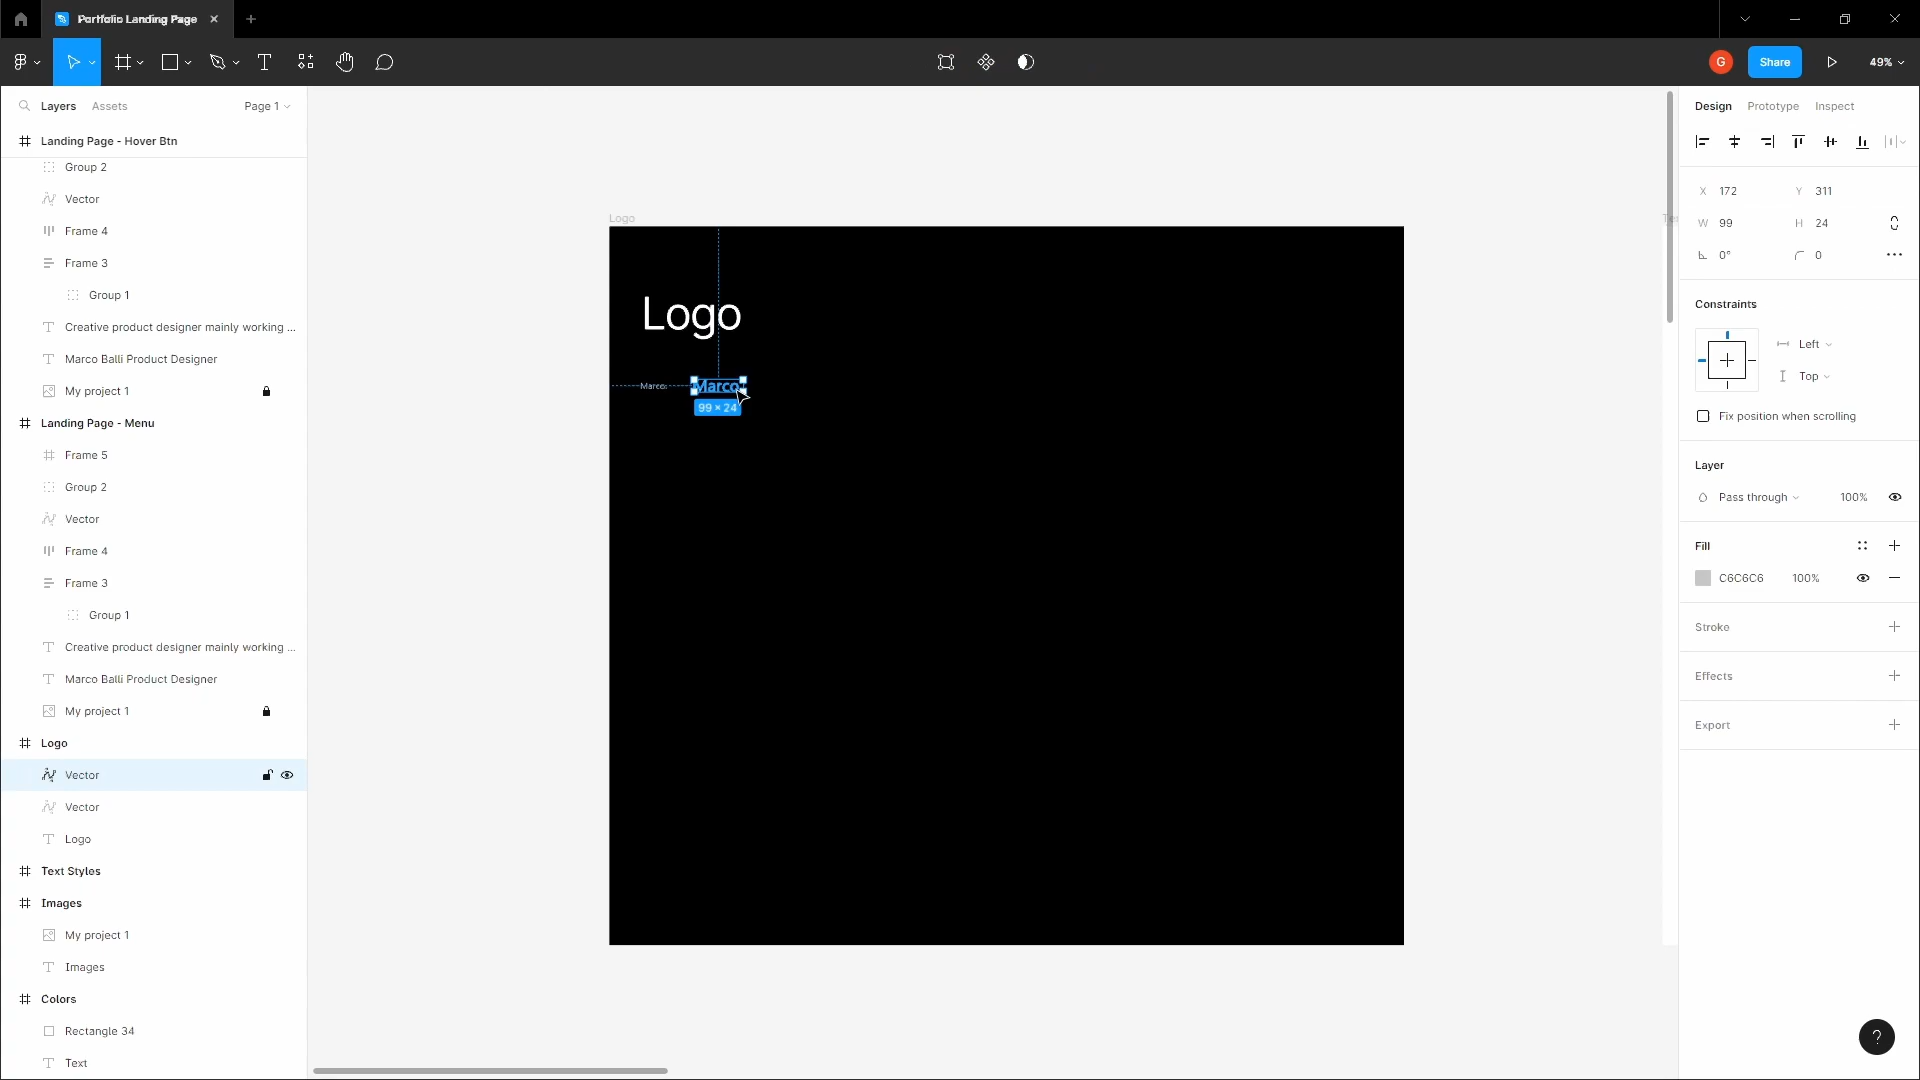 Portfolio Landing Page
G
Share
49%
Layers
Assets
Page 1
Landing Page - Hover Btn
Group 2
Vector
Frame 4
Frame 3
Group 1
Creative product designer mainly working ...
Marco Balli Product Designer
My project 1
Landing Page - Menu
Frame 5
Group 2
Vector
Frame 4
Frame 3
Group 1
Creative product designer mainly working ...
Marco Balli Product Designer
My project 1
Logo
Vector
Vector
Logo
Text Styles
Images
My project 1
Images
Colors
Rectangle 34
Text
Logo
Logo
Marco.
Marco.
99 × 24
Design
Prototype
Inspect
X 172
Y 311
W 99
H 24
0°
0
Constraints
Left
Top
Fix position when scrolling
Layer
Pass through
100%
Fill
C6C6C6
100%
Stroke
Effects
Export
?